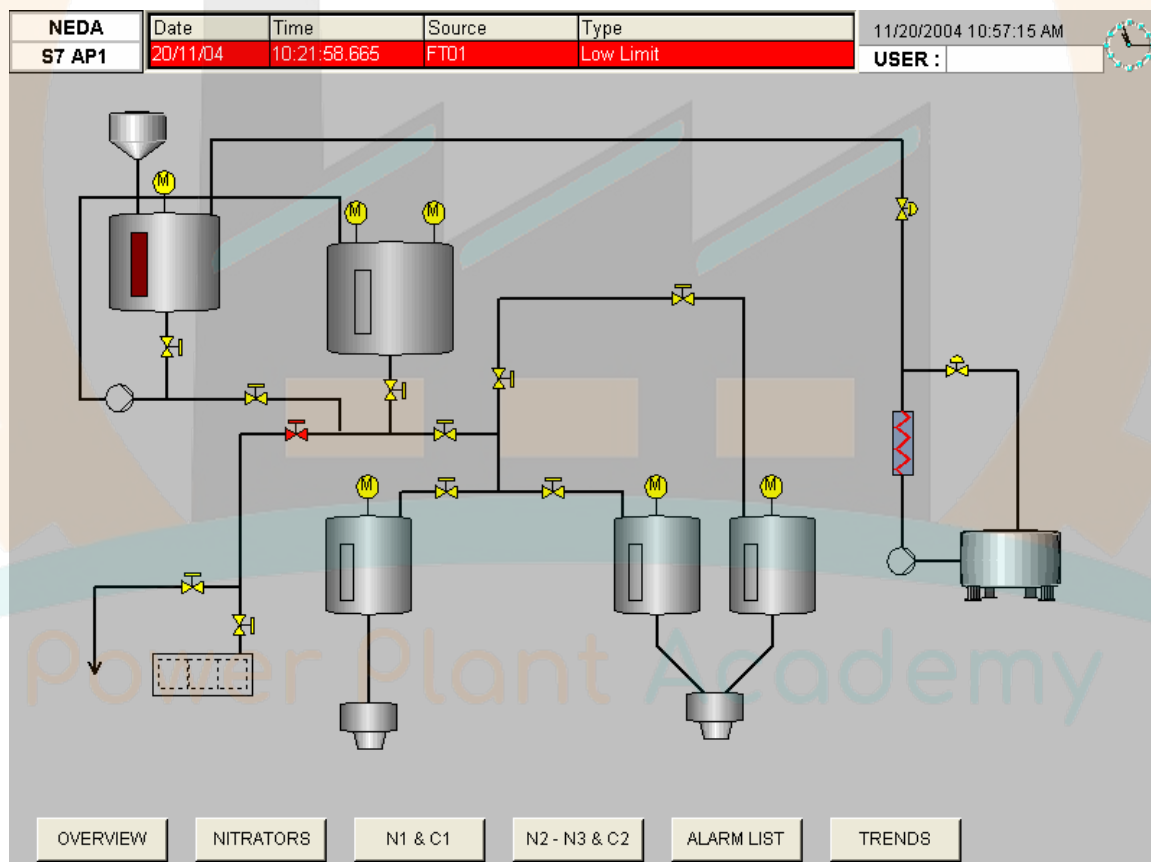 NEDA
S7 AP1
Date Time Source Type
20/11/04 10:21:58.665 FT01 Low Limit
11/20/2004 10:57:15 AM
USER :
M
M M
M M M
Power Plant Academy
OVERVIEW NITRATORS N1 & C1 N2 - N3 & C2 ALARM LIST TRENDS